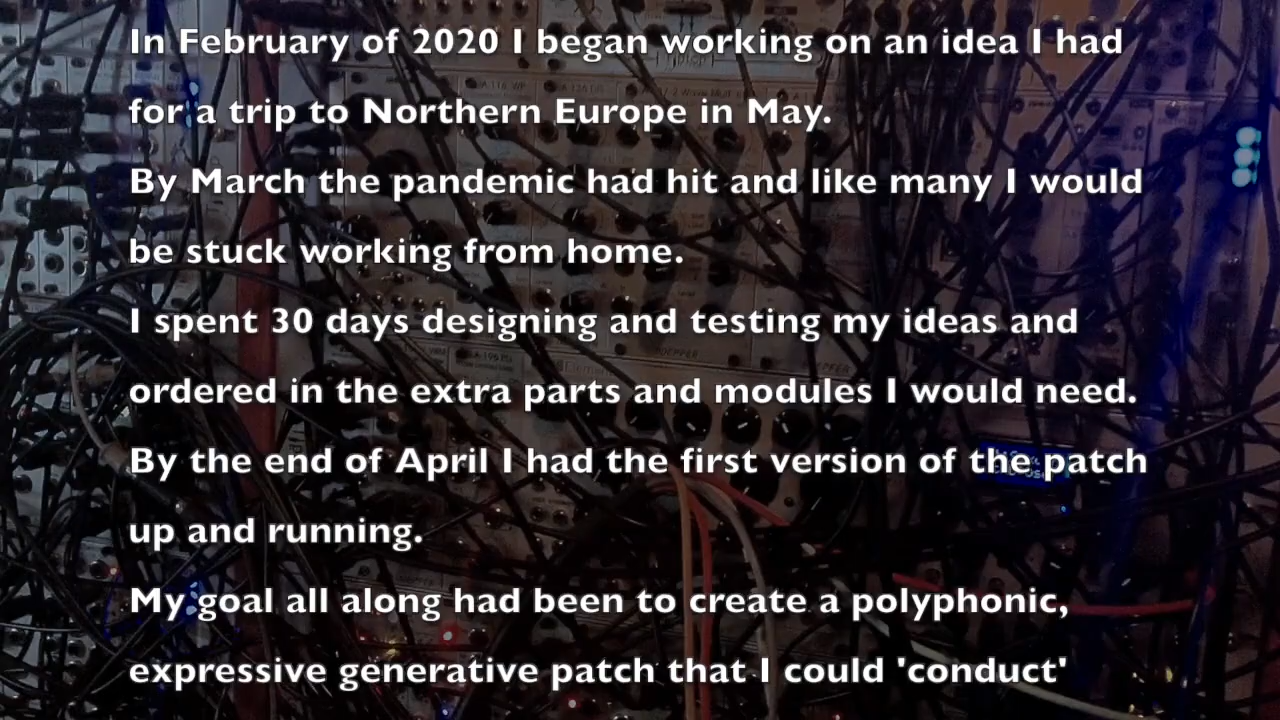 In February of 2020 I began working on an idea I had
for a trip to Northern Europe in May.
By March the pandemic had hit and like many I would
be stuck working from home.
I spent 30 days designing and testing my ideas and
ordered in the extra parts and modules I would need.
By the end of April I had the first version of the patch
up and running.
My goal all along had been to create a polyphonic,
expressive generative patch that I could 'conduct'